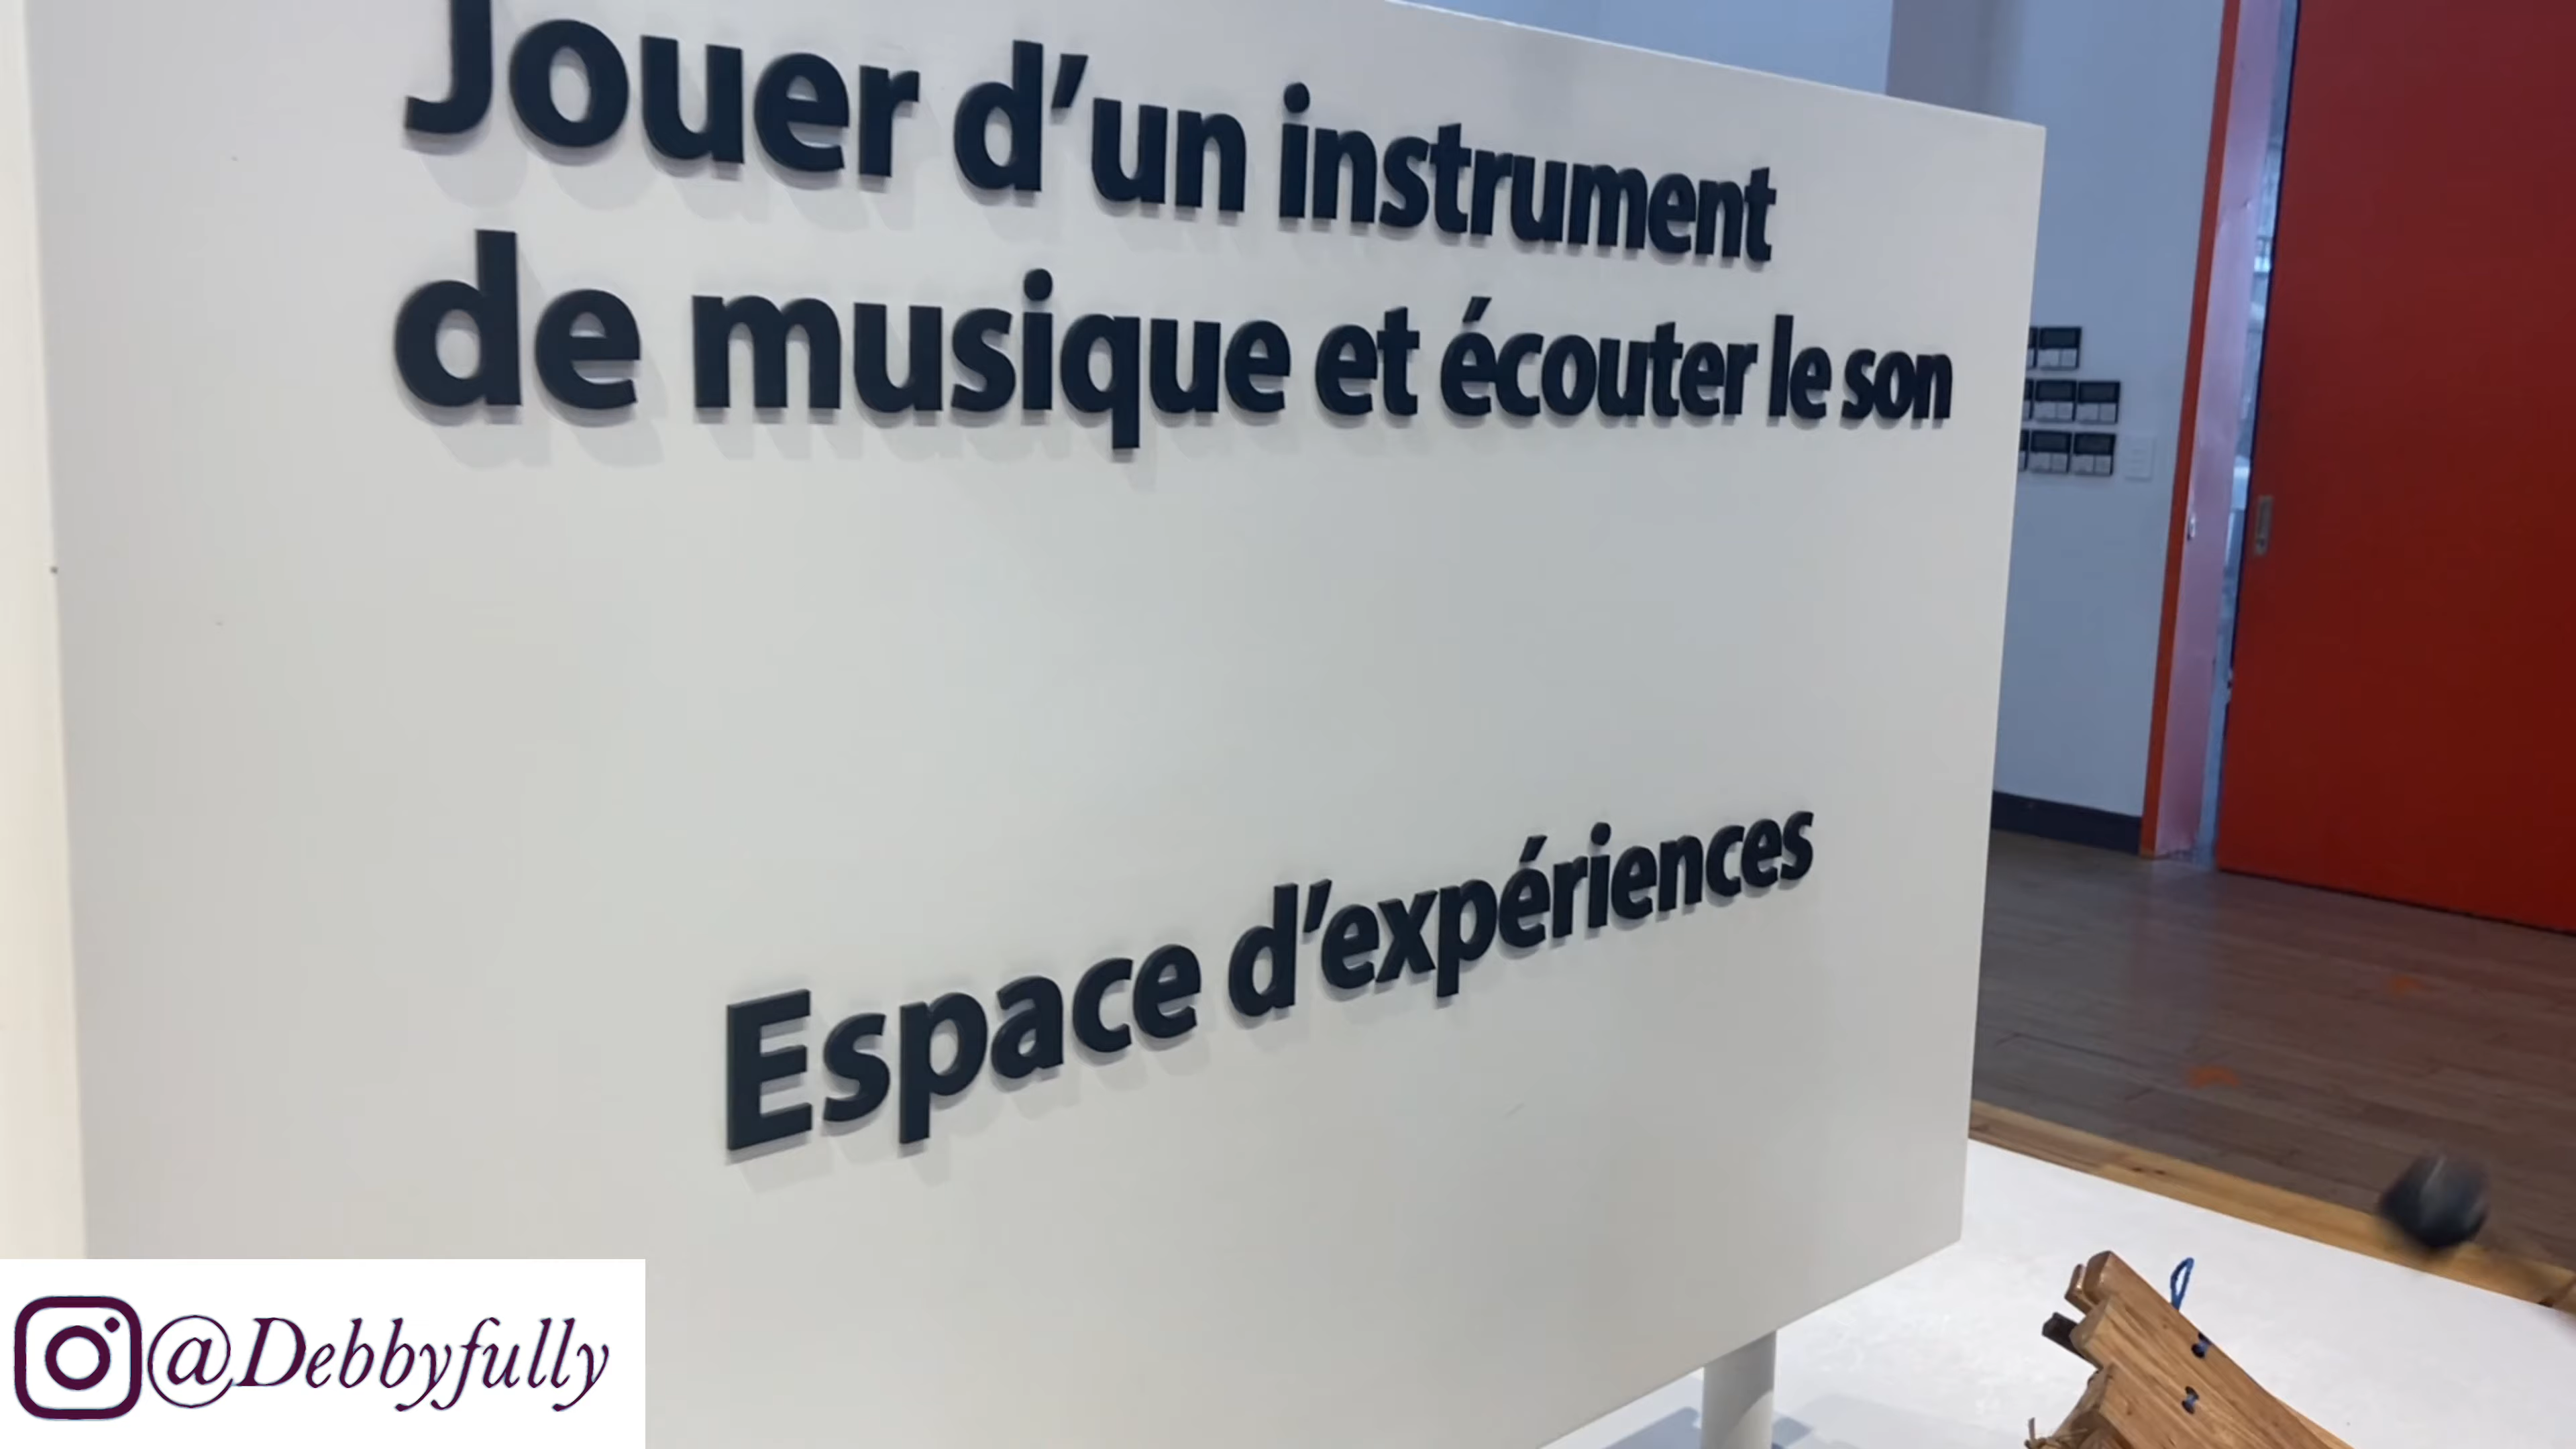 Jouer d’un instrument
de musique et écouter le son
Espace d’expériences
@Debbyfully